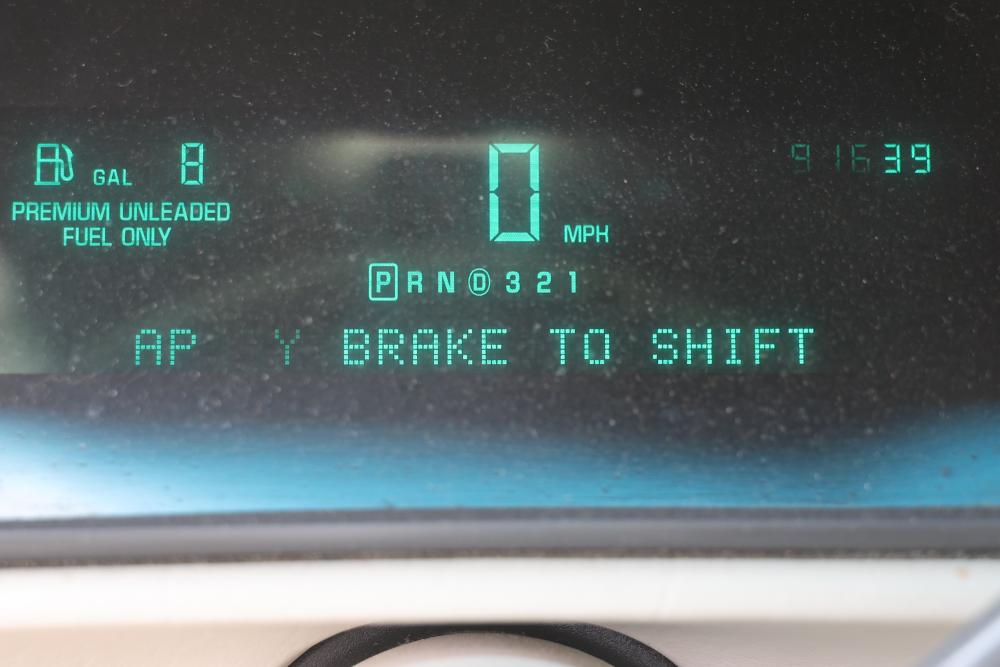 GAL 8
PREMIUM UNLEADED
FUEL ONLY
0 MPH
91639
P R N D 3 2 1
AP Y BRAKE TO SHIFT